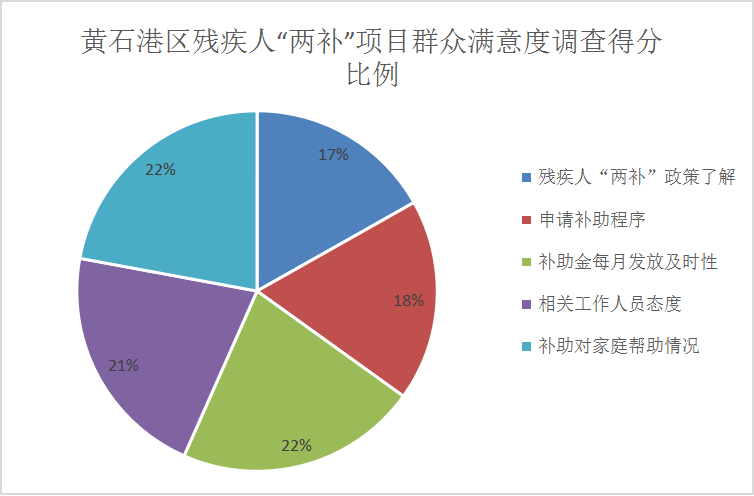 黄石港区残疾人“两补”项目群众满意度调查得分
比例
17%
18%
22%
21%
22%
残疾人“两补”政策了解
申请补助程序
补助金每月发放及时性
相关工作人员态度
补助对家庭帮助情况